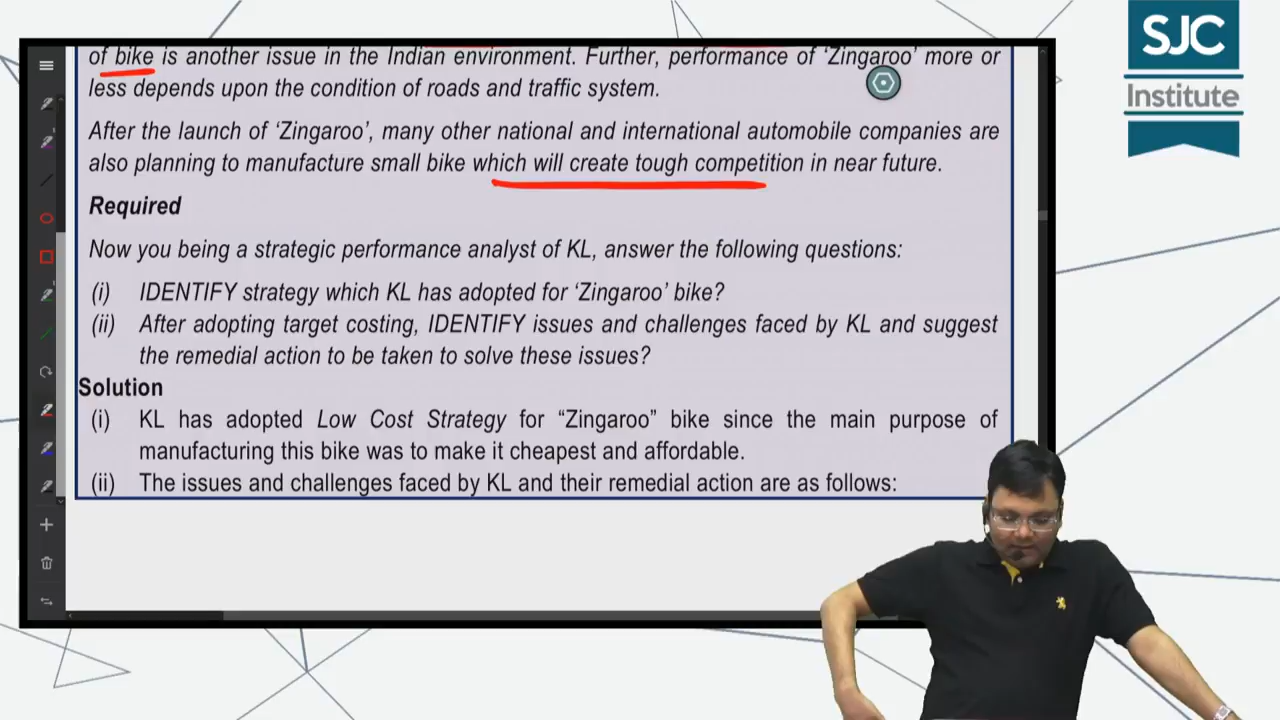 SJC
Institute
of bike is another issue in the Indian environment. Further, performance of ‘Zingaroo’ more or
less depends upon the condition of roads and traffic system.
After the launch of ‘Zingaroo’, many other national and international automobile companies are
also planning to manufacture small bike which will create tough competition in near future.
Required
Now you being a strategic performance analyst of KL, answer the following questions:
(i) IDENTIFY strategy which KL has adopted for ‘Zingaroo’ bike?
(ii) After adopting target costing, IDENTIFY issues and challenges faced by KL and suggest
the remedial action to be taken to solve these issues?
Solution
(i) KL has adopted Low Cost Strategy for “Zingaroo” bike since the main purpose of
manufacturing this bike was to make it cheapest and affordable.
(ii) The issues and challenges faced by KL and their remedial action are as follows: